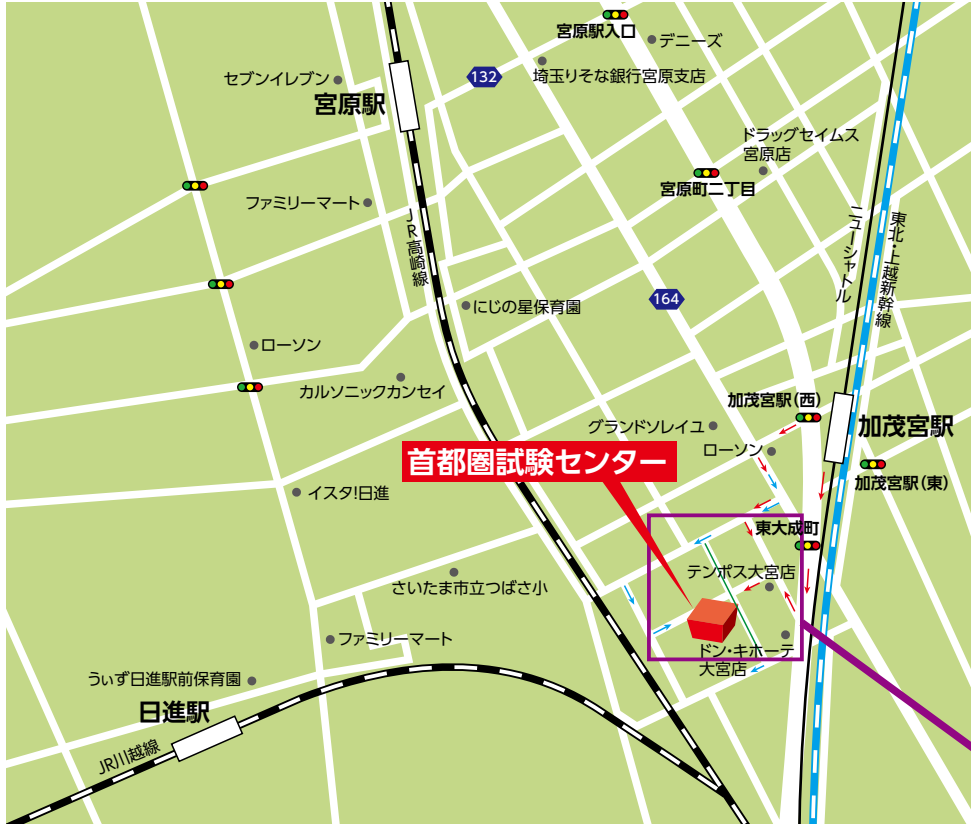 宮原駅入口
デニーズ
埼玉りそな銀行宮原支店
132
セブンイレブン
宮原駅
ドラッグセイムス
宮原店
宮原町二丁目
ファミリーマート
JR高崎線
ニューシャトル
東北・上越新幹線
164
にじの星保育園
ローソン
カルソニックカンセイ
加茂宮駅(西)
加茂宮駅
グランドソレイユ
ローソン
首都圏試験センター
加茂宮駅(東)
イスタ!日進
東大成町
テンポス大宮店
さいたま市立つばさ小
ファミリーマート
ドン・キホーテ
大宮店
うぃず日進駅前保育園
日進駅
JR川越線